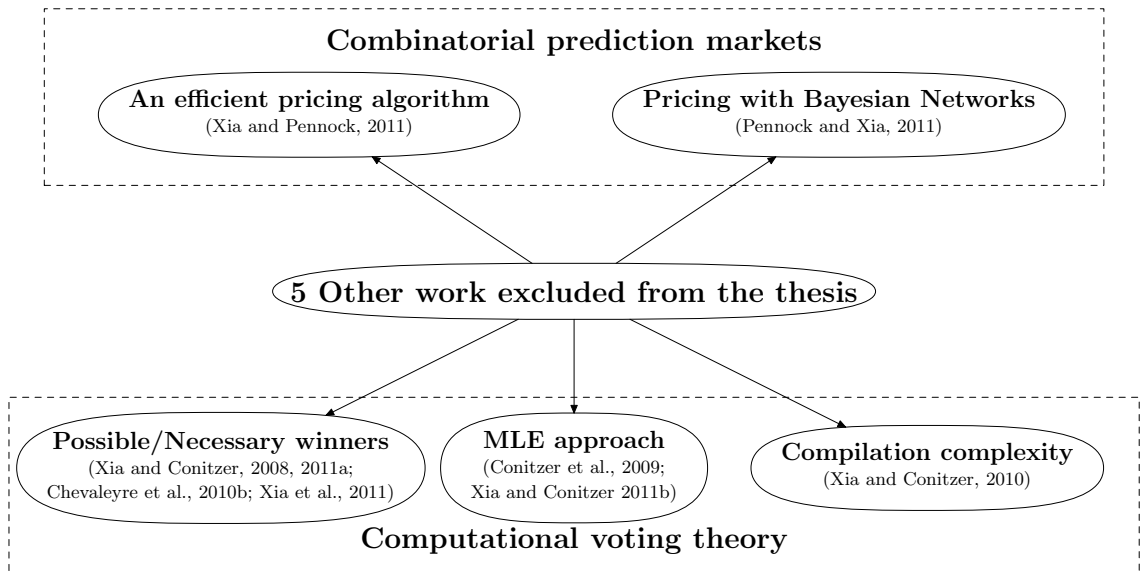 Combinatorial prediction markets
An efficient pricing algorithm
(Xia and Pennock, 2011)
Pricing with Bayesian Networks
(Pennock and Xia, 2011)
5 Other work excluded from the thesis
Possible/Necessary winners
(Xia and Conitzer, 2008, 2011a;
Chevaleyre et al., 2010b; Xia et al., 2011)
MLE approach
(Conitzer et al., 2009;
Xia and Conitzer 2011b)
Compilation complexity
(Xia and Conitzer, 2010)
Computational voting theory